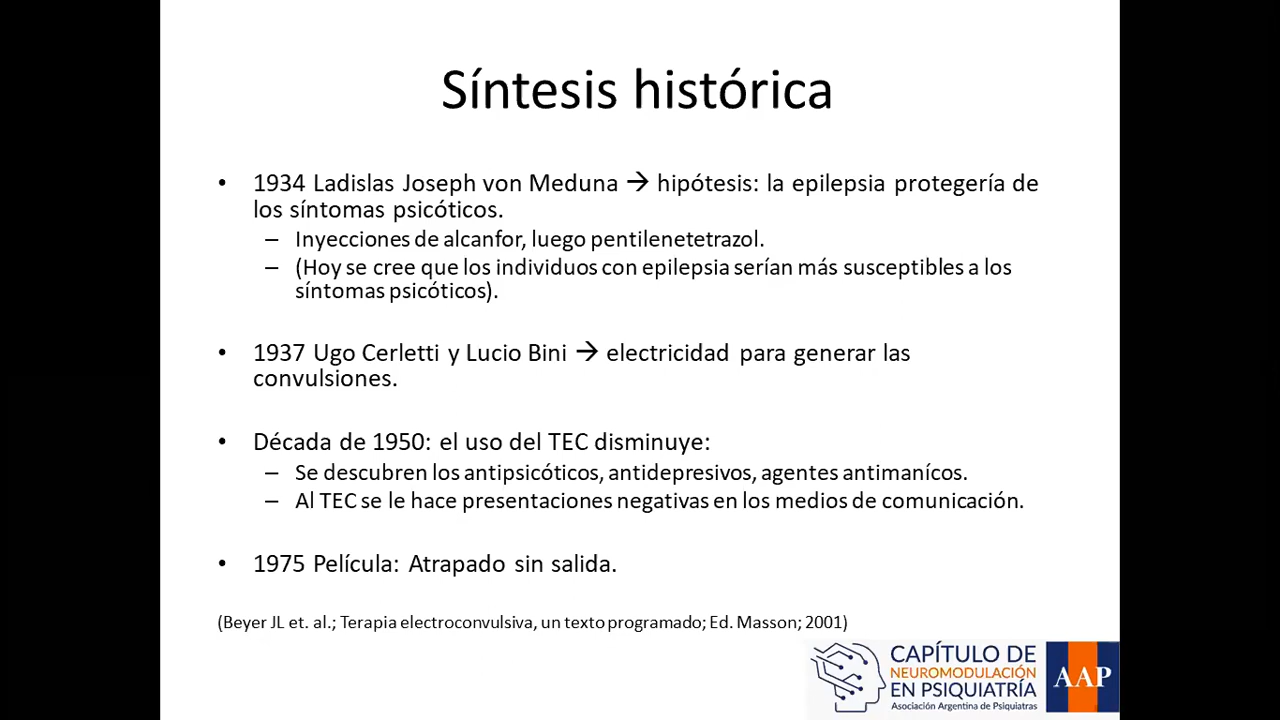 Síntesis histórica
• 1934 Ladislas Joseph von Meduna → hipótesis: la epilepsia protegería de
los síntomas psicóticos.
– Inyecciones de alcanfor, luego pentilenetetrazol.
– (Hoy se cree que los individuos con epilepsia serían más susceptibles a los
síntomas psicóticos).
• 1937 Ugo Cerletti y Lucio Bini → electricidad para generar las
convulsiones.
• Década de 1950: el uso del TEC disminuye:
– Se descubren los antipsicóticos, antidepresivos, agentes antimanícos.
– Al TEC se le hace presentaciones negativas en los medios de comunicación.
• 1975 Película: Atrapado sin salida.
(Beyer JL et. al.; Terapia electroconvulsiva, un texto programado; Ed. Masson; 2001)
CAPÍTULO DE
NEUROMODULACIÓN
EN PSIQUIATRÍA
Asociación Argentina de Psiquiatras
AAP